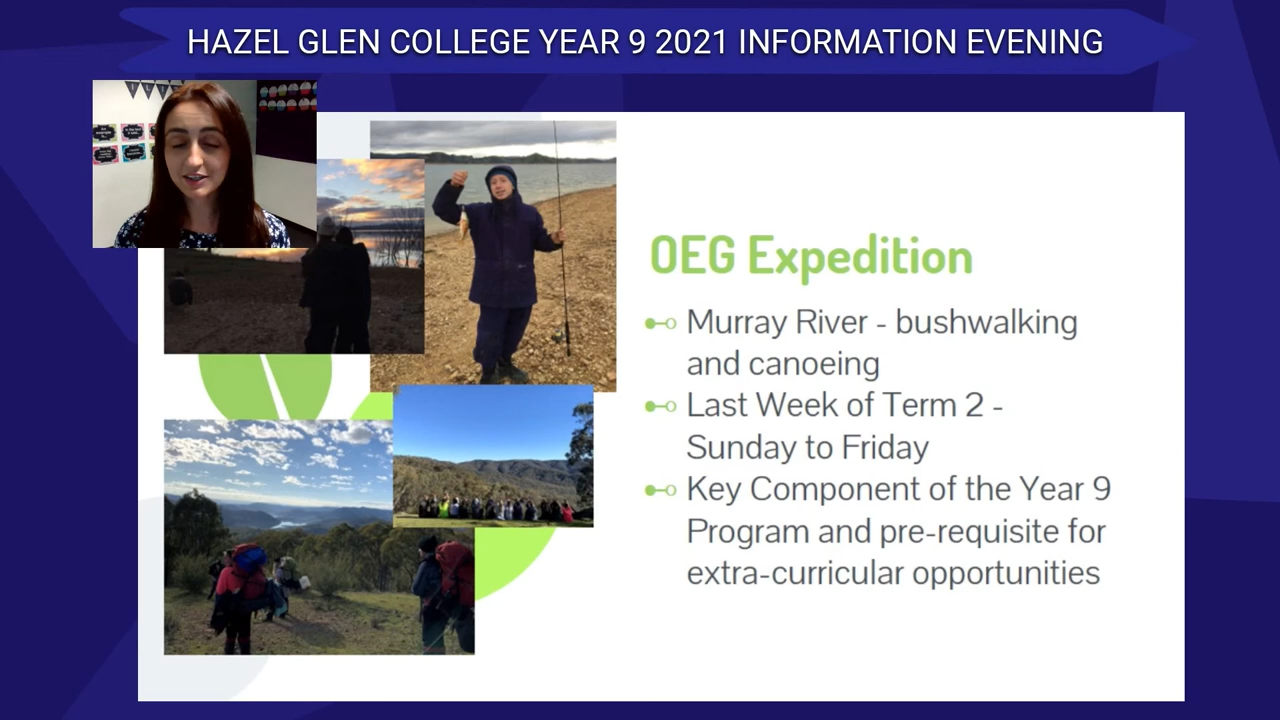 HAZEL GLEN COLLEGE YEAR 9 2021 INFORMATION EVENING
OEG Expedition
Murray River - bushwalking
and canoeing
Last Week of Term 2 -
Sunday to Friday
Key Component of the Year 9
Program and pre-requisite for
extra-curricular opportunities